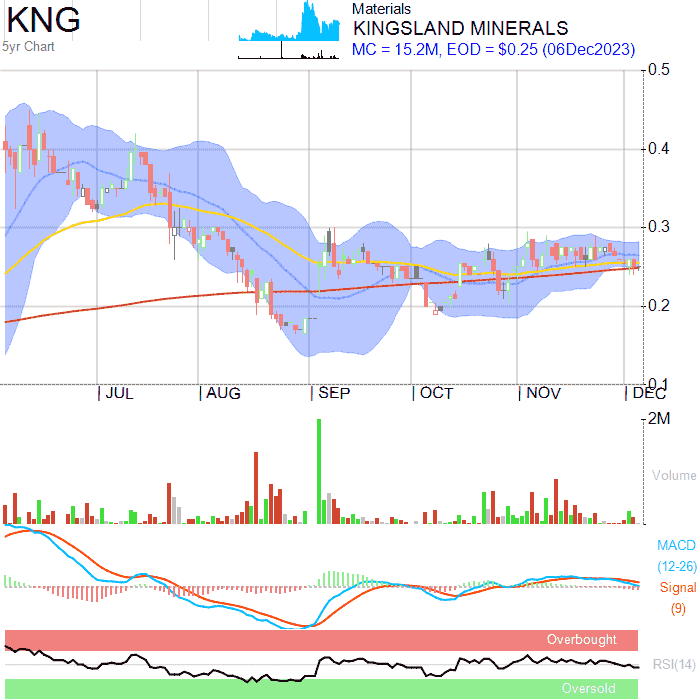 KNG
5yr Chart
Materials
KINGSLAND MINERALS
MC = 15.2M, EOD = $0.25 (06Dec2023)
0.5
0.4
0.3
0.2
0.1
JUL
AUG
SEP
OCT
NOV
DEC
2M
Volume
MACD
(12-26)
Signal
(9)
Overbought
RSI(14)
Oversold